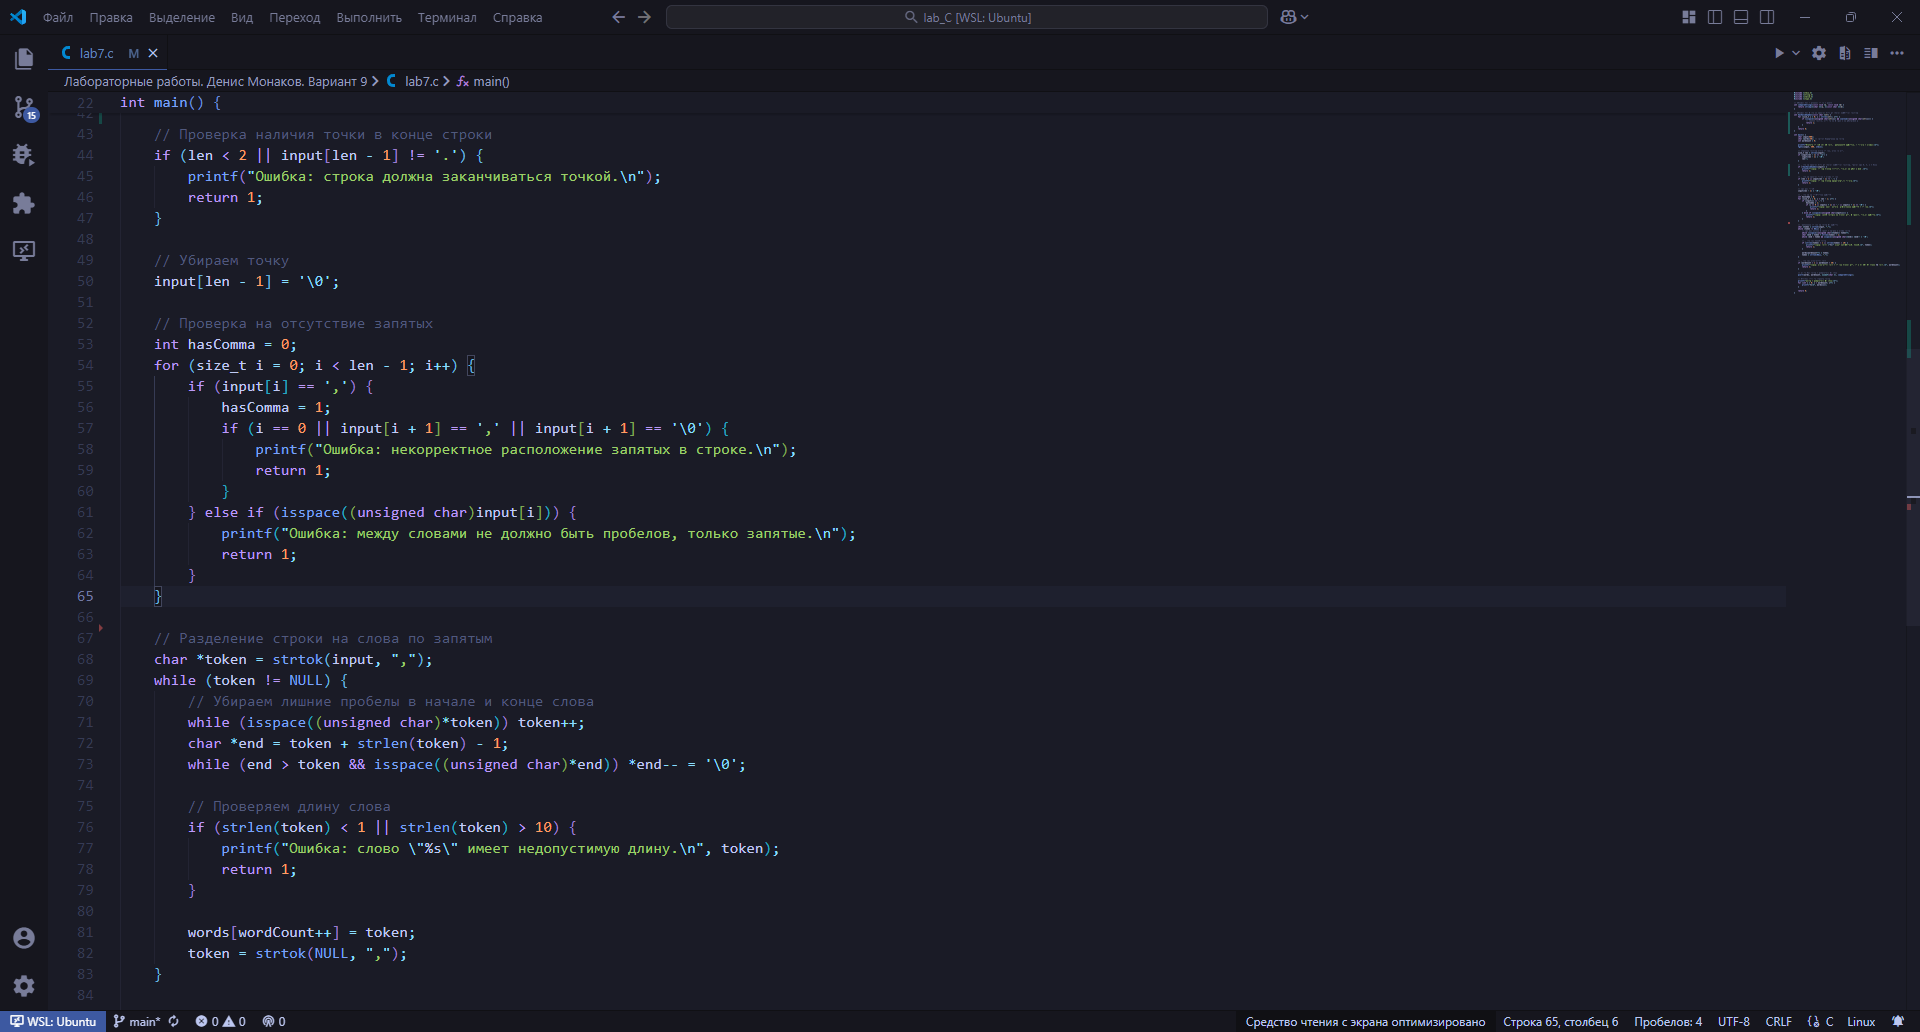 Файл Правка Выделение Вид Переход Выполнить Терминал Справка
lab_C [WSL: Ubuntu]
lab7.c M
Лабораторные работы. Денис Монаков. Вариант 9 > lab7.c > main()
22 int main() {
42
43 // Проверка наличия точки в конце строки
44 if (len < 2 || input[len - 1] != '.') {
45 printf("Ошибка: строка должна заканчиваться точкой.\n");
46 return 1;
47 }
48
49 // Убираем точку
50 input[len - 1] = '\0';
51
52 // Проверка на отсутствие запятых
53 int hasComma = 0;
54 for (size_t i = 0; i < len - 1; i++) {
55 if (input[i] == ',') {
56 hasComma = 1;
57 if (i == 0 || input[i + 1] == ',' || input[i + 1] == '\0') {
58 printf("Ошибка: некорректное расположение запятых в строке.\n");
59 return 1;
60 }
61 } else if (isspace((unsigned char)input[i])) {
62 printf("Ошибка: между словами не должно быть пробелов, только запятые.\n");
63 return 1;
64 }
65 }
66
67 // Разделение строки на слова по запятым
68 char *token = strtok(input, ",");
69 while (token != NULL) {
70 // Убираем лишние пробелы в начале и конце слова
71 while (isspace((unsigned char)*token)) token++;
72 char *end = token + strlen(token) - 1;
73 while (end > token && isspace((unsigned char)*end)) *end-- = '\0';
74
75 // Проверяем длину слова
76 if (strlen(token) < 1 || strlen(token) > 10) {
77 printf("Ошибка: слово \"%s\" имеет недопустимую длину.\n", token);
78 return 1;
79 }
80
81 words[wordCount++] = token;
82 token = strtok(NULL, ",");
83 }
84
15
WSL: Ubuntu main* 0 0 0 Средство чтения с экрана оптимизировано Строка 65, столбец 6 Пробелов: 4 UTF-8 CRLF C Linux